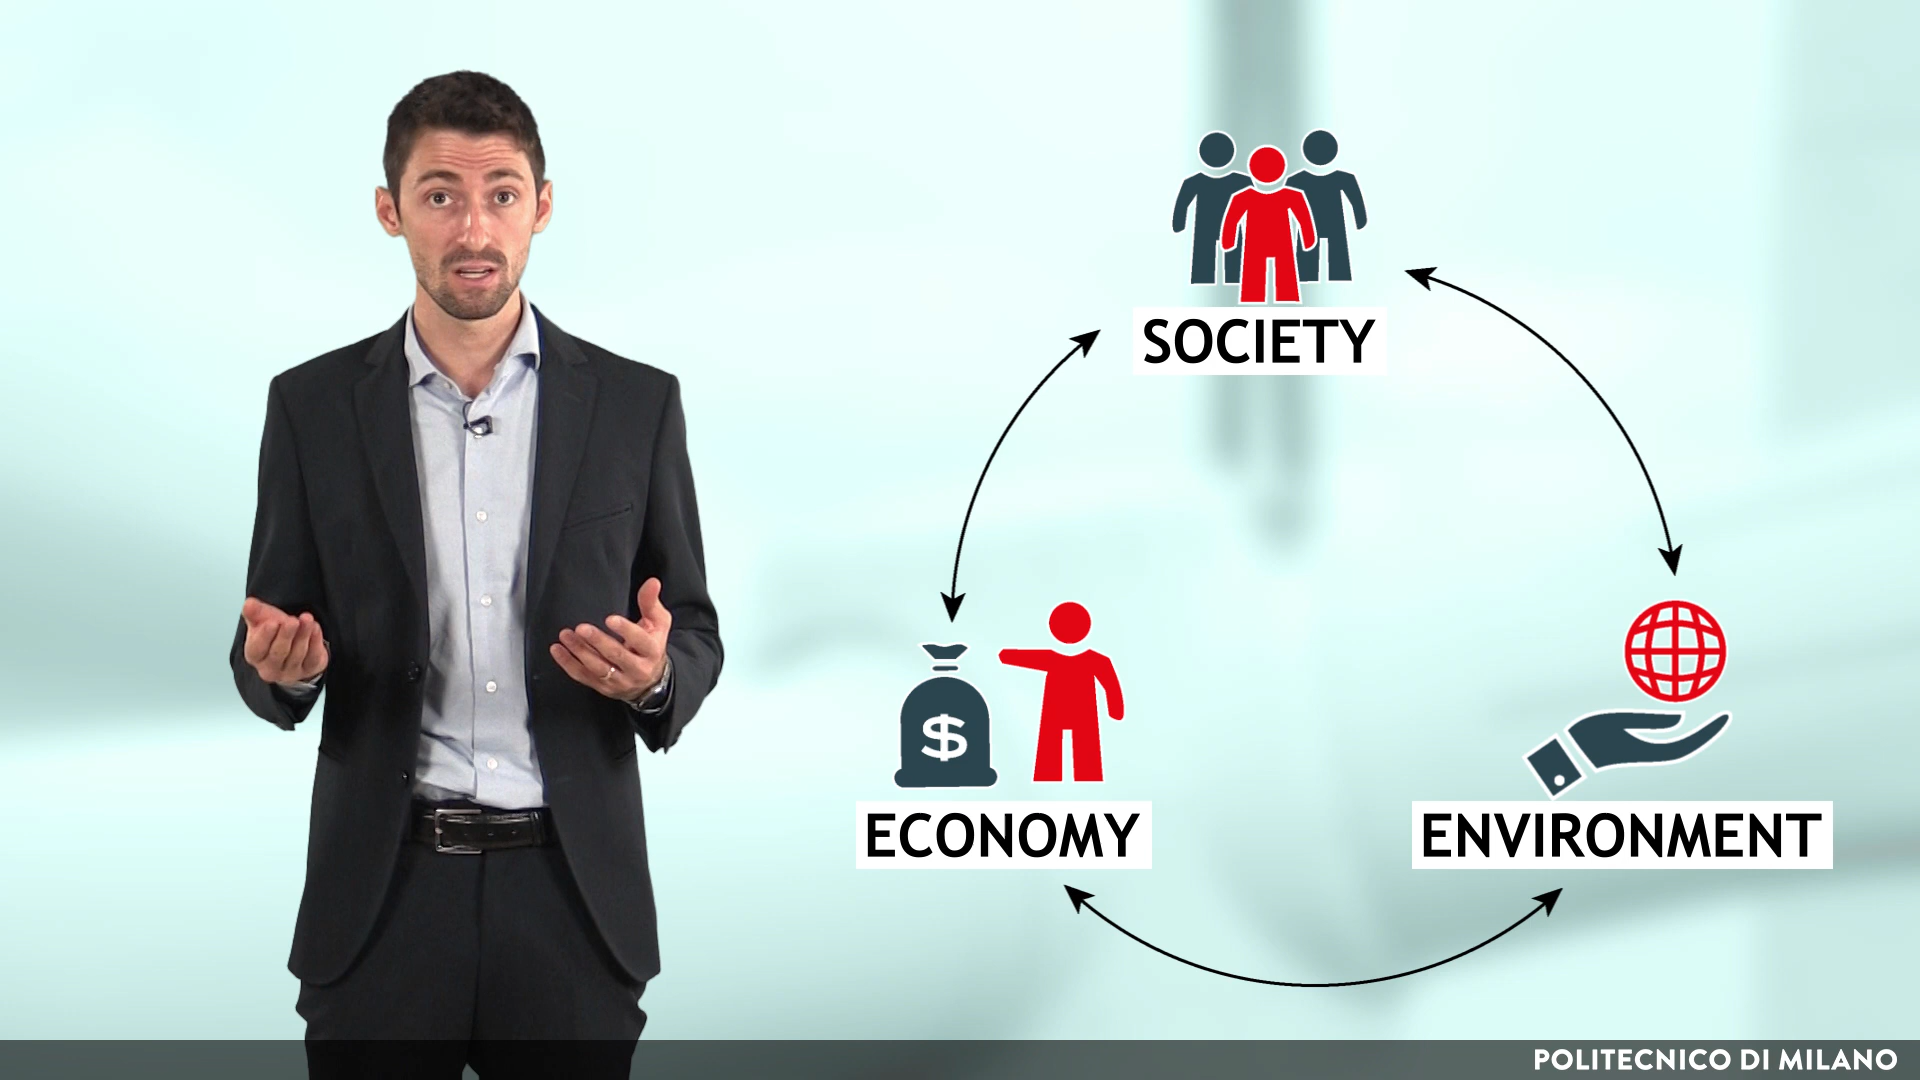 SOCIETY
$
ECONOMY
ENVIRONMENT
POLITECNICO DI MILANO